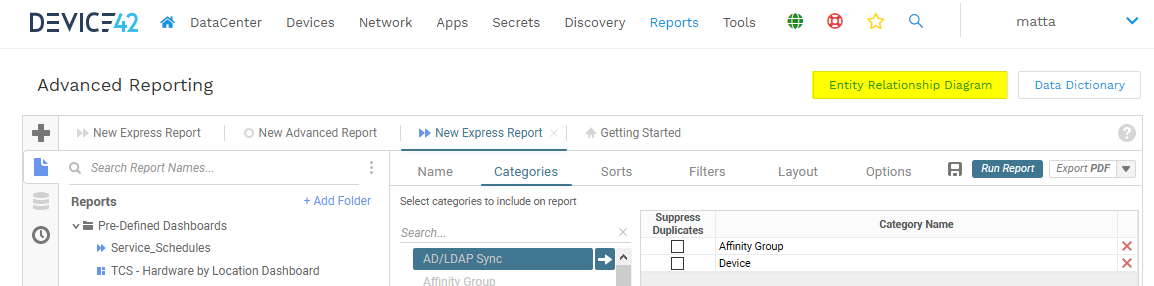 DEVICE42 DataCenter Devices Network Apps Secrets Discovery Reports Tools matta
Advanced Reporting Entity Relationship Diagram Data Dictionary
New Express Report New Advanced Report New Express Report Getting Started ?
Search Report Names...
Name Categories Sorts Filters Layout Options Run Report Export PDF
Reports + Add Folder
Select categories to include on report
Pre-Defined Dashboards
Service_Schedules
TCS - Hardware by Location Dashboard
Search...
AD/LDAP Sync
Affinity Group
Suppress
Duplicates
Category Name
Affinity Group
Device